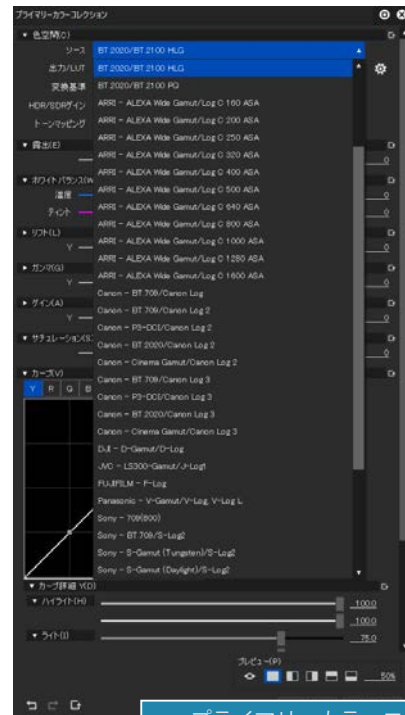 プライマリーカラーコレクション
▼ 色空間(C)
ソース BT.2020/BT.2100 HLG
出力/LUT BT.2020/BT.2100 HLG
変換基準 BT.2020/BT.2100 PQ
HDR/SDRゲイン ARRI - ALEXA Wide Gamut/Log C 160 ASA
トーンマッピング ARRI - ALEXA Wide Gamut/Log C 200 ASA
ARRI - ALEXA Wide Gamut/Log C 250 ASA
▼ 露出(E)
ARRI - ALEXA Wide Gamut/Log C 320 ASA
0
ARRI - ALEXA Wide Gamut/Log C 400 ASA
▼ ホワイトバランス(W
ARRI - ALEXA Wide Gamut/Log C 500 ASA
温度 0
ARRI - ALEXA Wide Gamut/Log C 640 ASA
ティント 0
ARRI - ALEXA Wide Gamut/Log C 800 ASA
▶ リフト(L)
ARRI - ALEXA Wide Gamut/Log C 1000 ASA
Y 0
ARRI - ALEXA Wide Gamut/Log C 1280 ASA
▶ ガンマ(G)
ARRI - ALEXA Wide Gamut/Log C 1600 ASA
Y 0
Canon - BT.709/Canon Log
▶ ゲイン(A)
Canon - BT.709/Canon Log 2
Y 0
Canon - P3-DCI/Canon Log 2
▼ サチュレーション(S
Canon - BT.2020/Canon Log 2
0
Canon - Cinema Gamut/Canon Log 2
▼ カーブ(V)
Canon - BT.709/Canon Log 3
Y R G B
Canon - P3-DCI/Canon Log 3
Canon - BT.2020/Canon Log 3
Canon - Cinema Gamut/Canon Log 3
DJI - D-Gamut/D-Log
JVC - LS300-Gamut/J-Log1
FUJIFILM - F-Log
Panasonic - V-Gamut/V-Log, V-Log L
Sony - 709(800)
Sony - BT.709/S-Log2
Sony - S-Gamut (Tungsten)/S-Log2
Sony - S-Gamut (Daylight)/S-Log2
▼ カーブ詳細 Y(D)
▼ ハイライト(H) 100.0
100.0
▼ ライト(I) 75.0
プレビュー(P)
50%